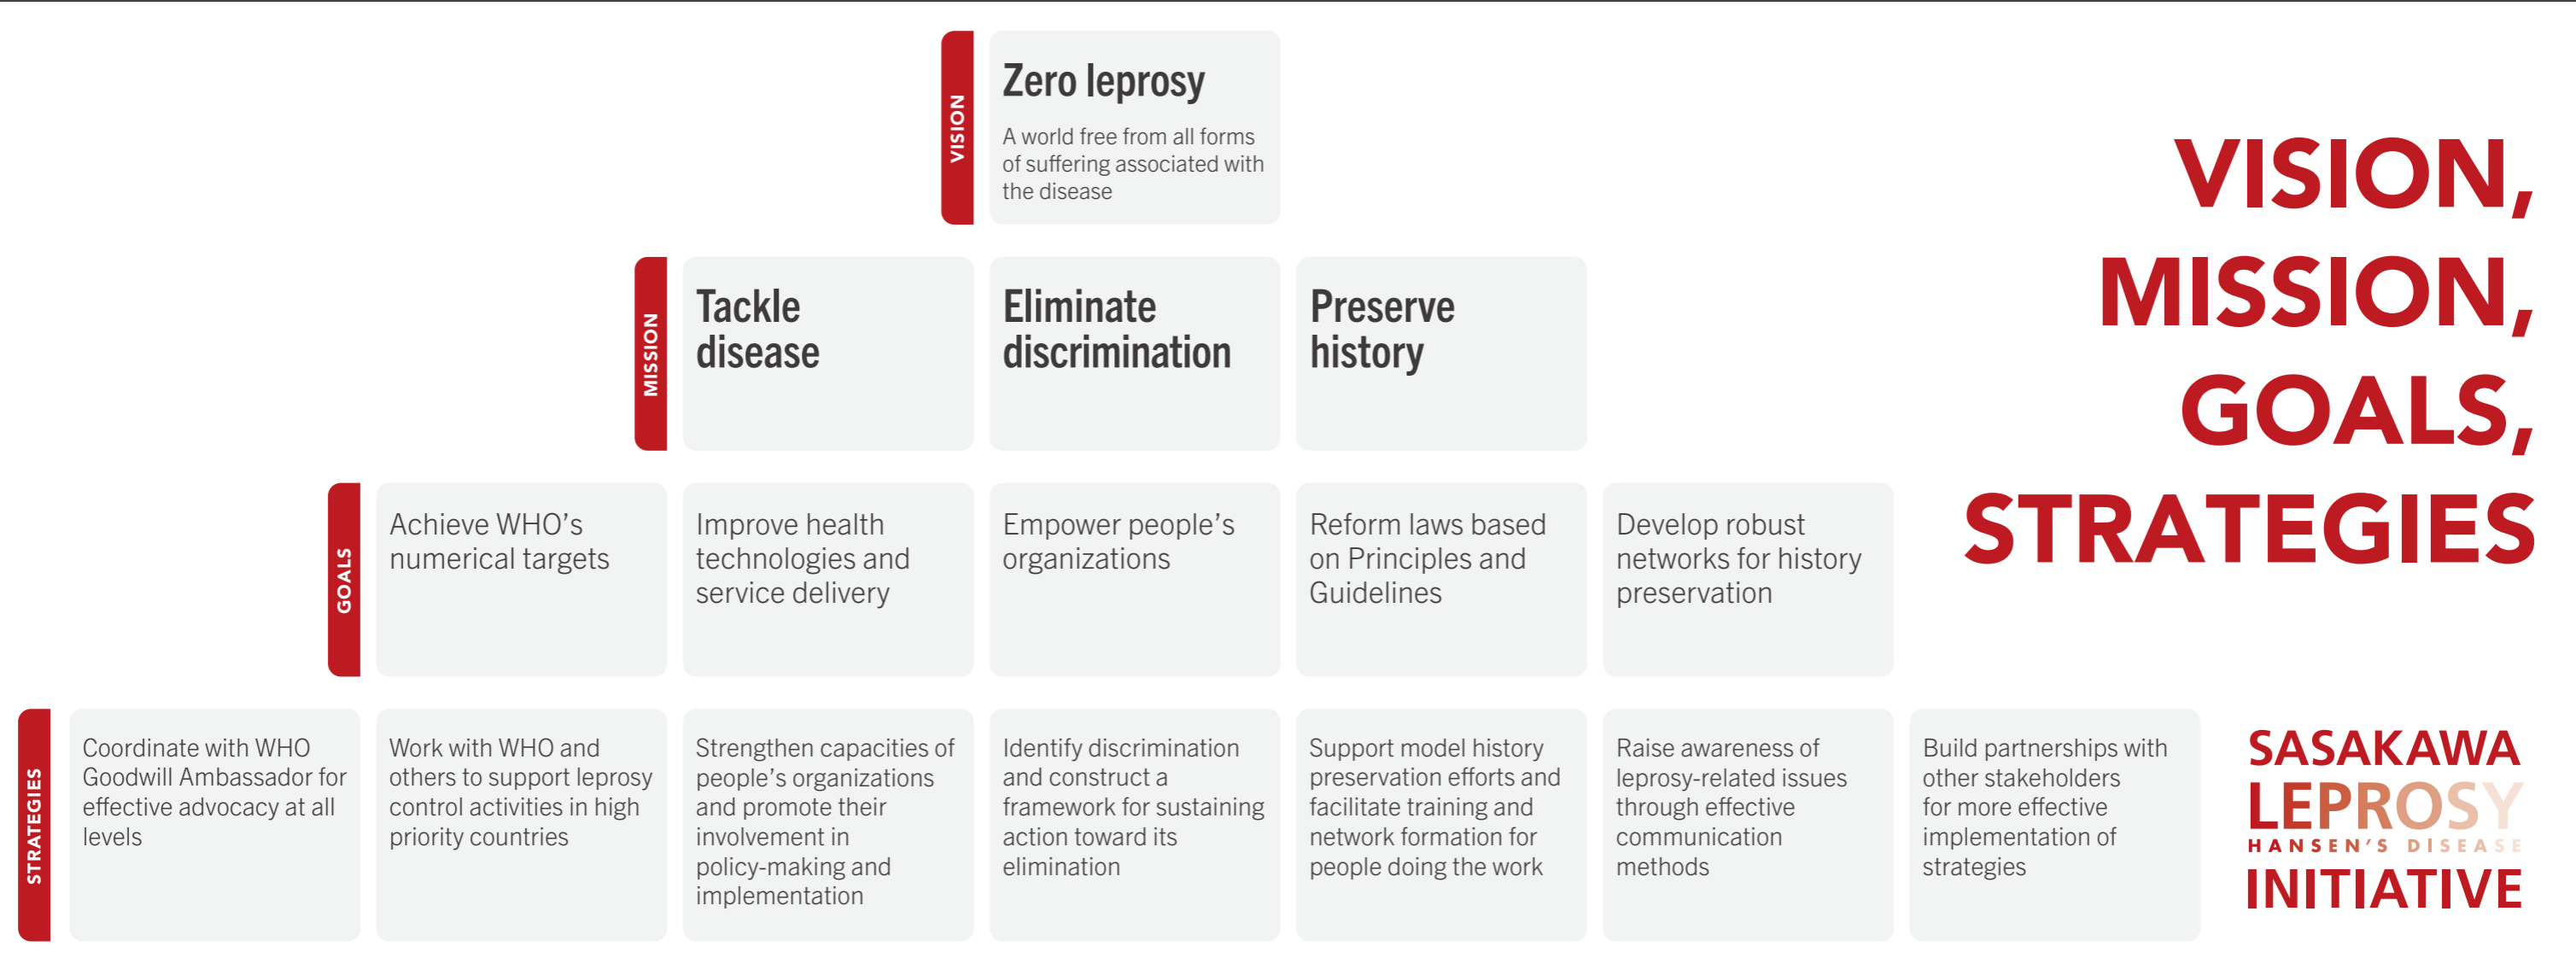 VISION
Zero leprosy
A world free from all forms
of suffering associated with
the disease
VISION,
MISSION,
GOALS,
STRATEGIES
MISSION
Tackle
disease
Eliminate
discrimination
Preserve
history
GOALS
Achieve WHO’s
numerical targets
Improve health
technologies and
service delivery
Empower people’s
organizations
Reform laws based
on Principles and
Guidelines
Develop robust
networks for history
preservation
STRATEGIES
Coordinate with WHO
Goodwill Ambassador for
effective advocacy at all
levels
Work with WHO and
others to support leprosy
control activities in high
priority countries
Strengthen capacities of
people’s organizations
and promote their
involvement in
policy-making and
implementation
Identify discrimination
and construct a
framework for sustaining
action toward its
elimination
Support model history
preservation efforts and
facilitate training and
network formation for
people doing the work
Raise awareness of
leprosy-related issues
through effective
communication
methods
Build partnerships with
other stakeholders
for more effective
implementation of
strategies
SASAKAWA
LEPROSY
HANSEN’S DISEASE
INITIATIVE